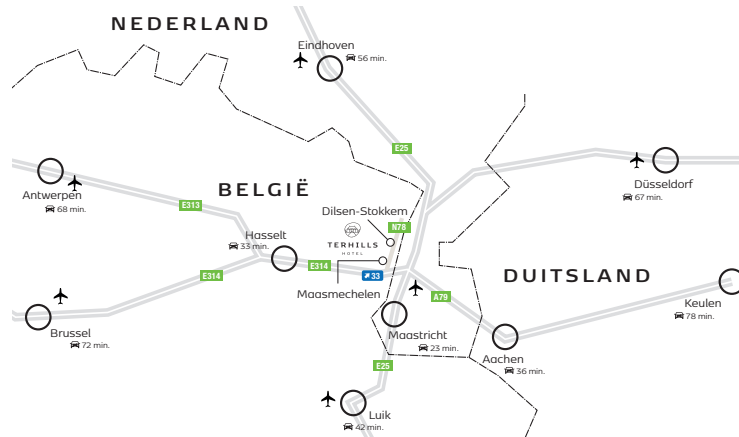 NEDERLAND
Eindhoven
56 min.
E25
Antwerpen
68 min.
BELGIË
E313
Düsseldorf
67 min.
Dilsen-Stokkem
N78
TERHILLS
HOTEL
Hasselt
33 min.
E314
E314
33
Maasmechelen
DUITSLAND
A79
Keulen
78 min.
Brussel
72 min.
Maastricht
23 min.
Aachen
36 min.
E25
Luik
42 min.